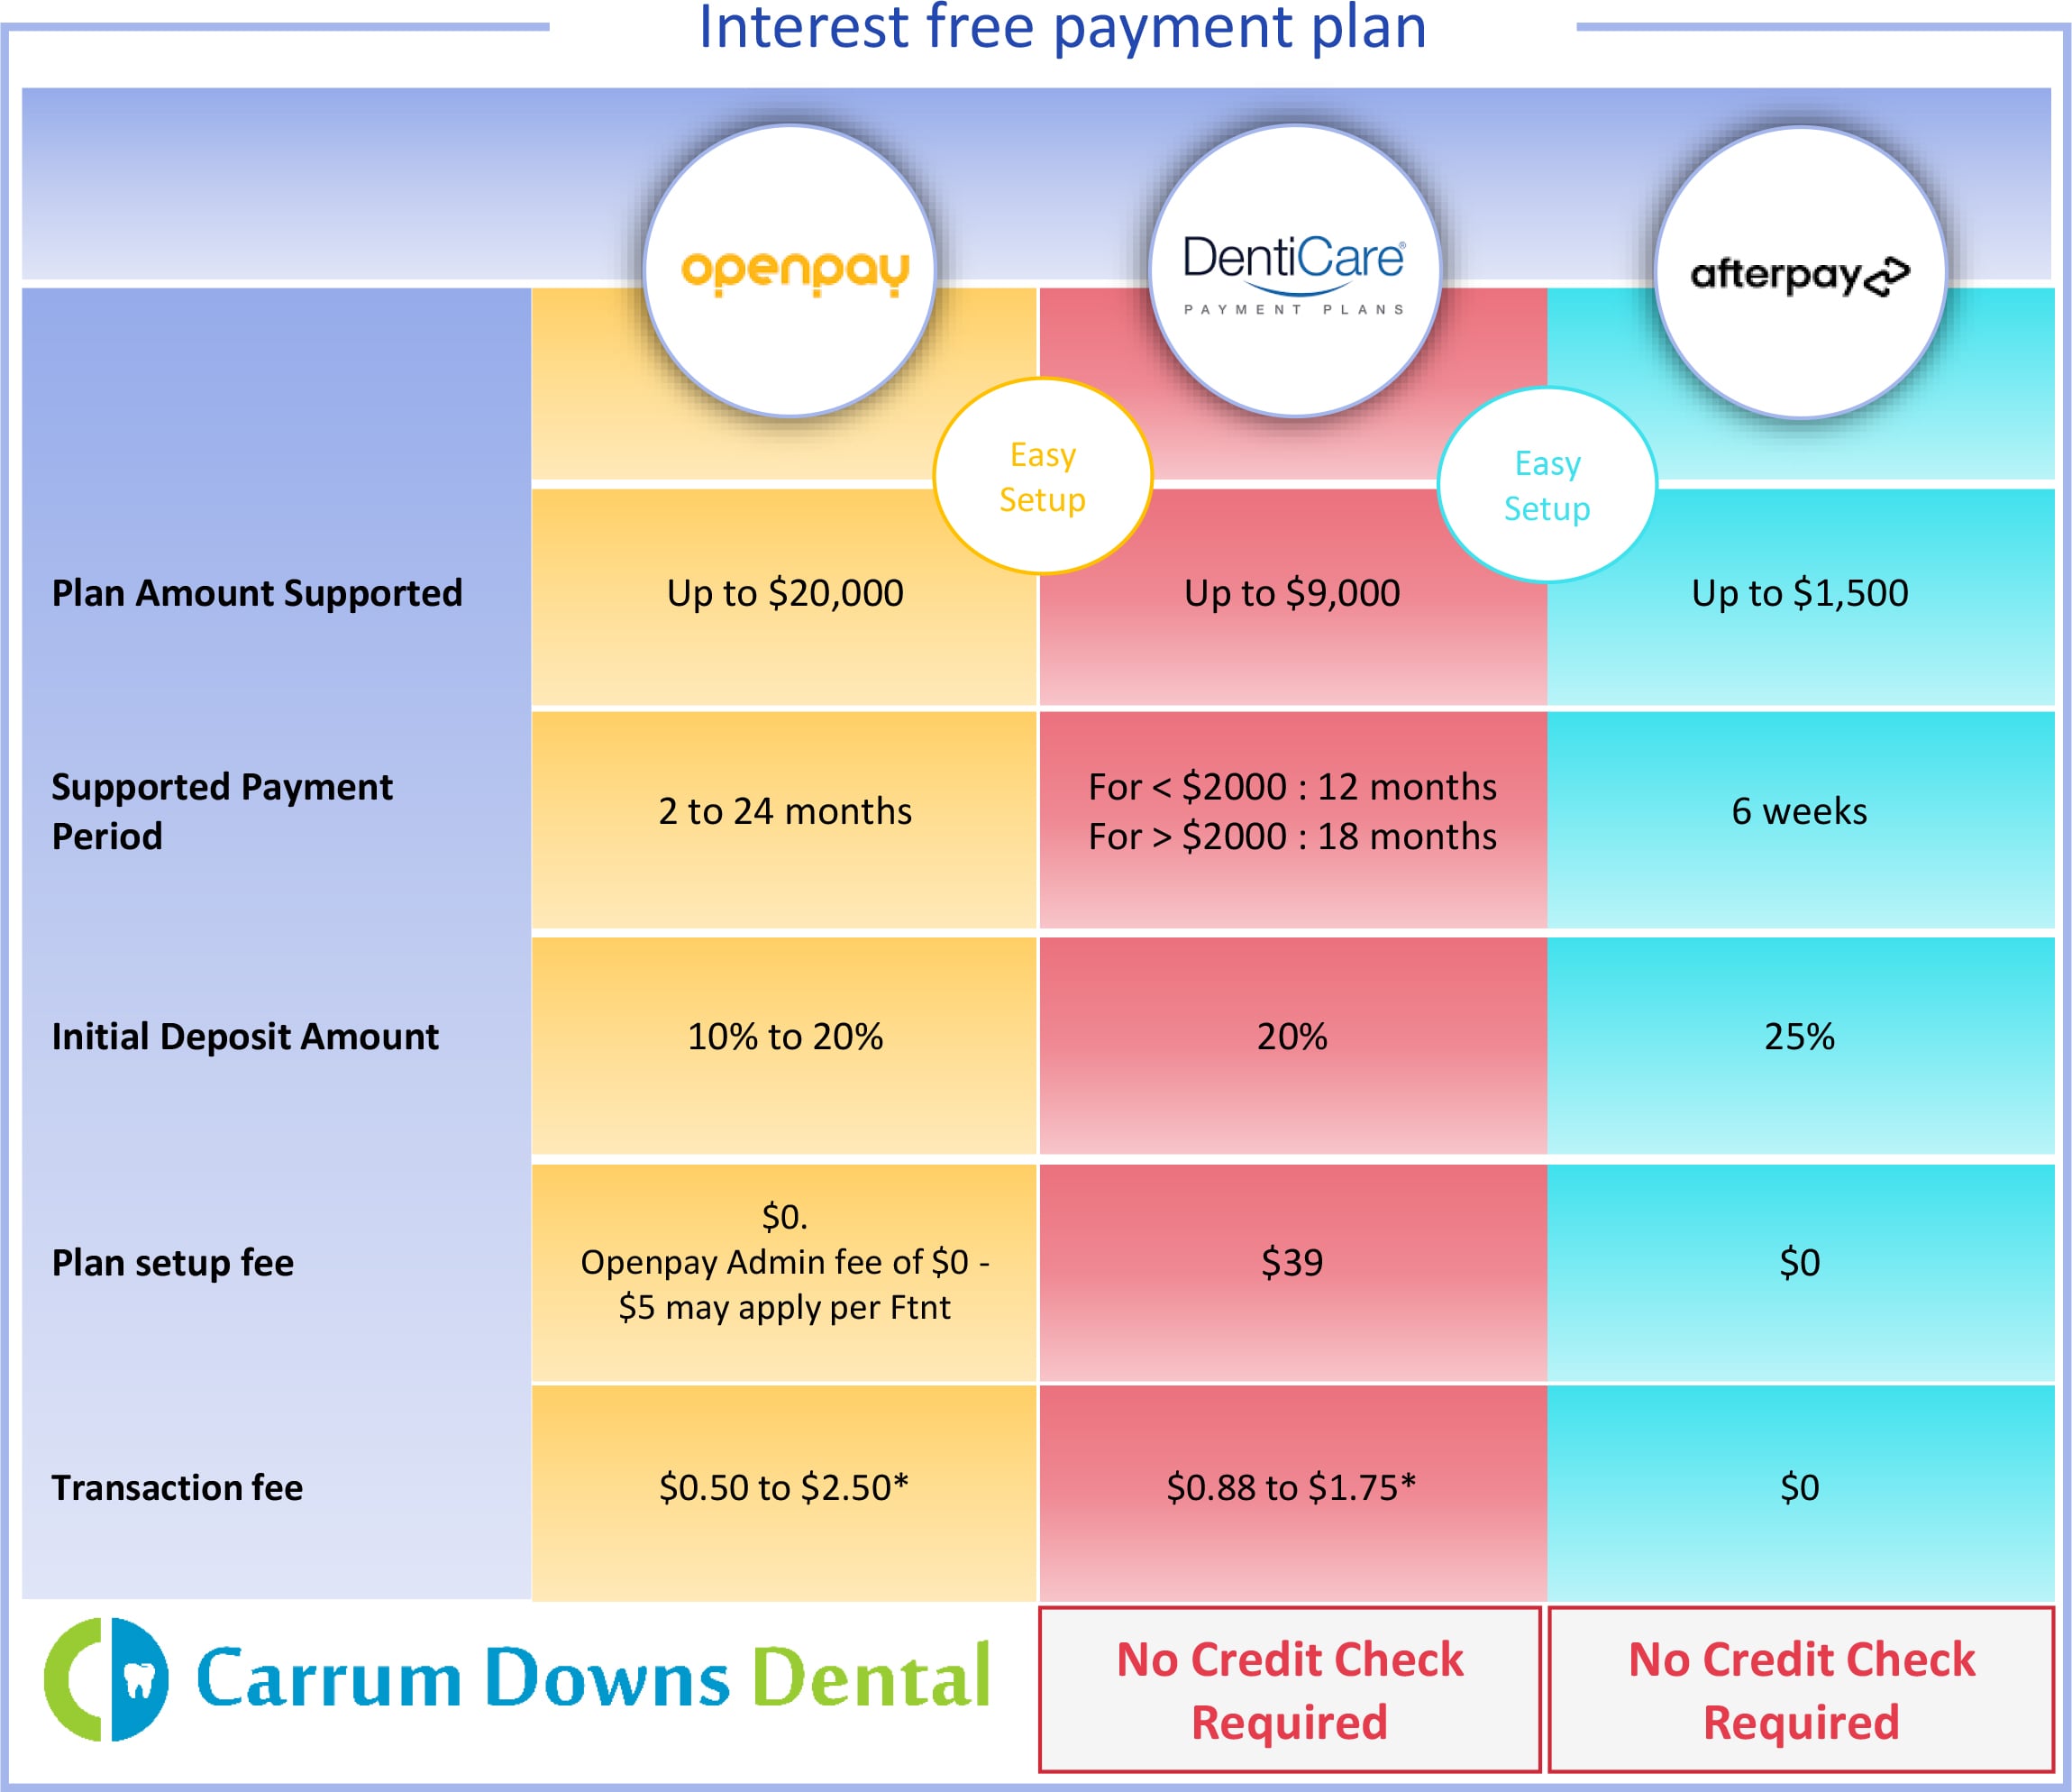 Interest free payment plan
openpay
DentiCare®
PAYMENT PLANS
afterpay
Easy
Setup
Easy
Setup
Plan Amount Supported
Up to $20,000
Up to $9,000
Up to $1,500
Supported Payment
Period
2 to 24 months
For < $2000 : 12 months
For > $2000 : 18 months
6 weeks
Initial Deposit Amount
10% to 20%
20%
25%
Plan setup fee
$0.
Openpay Admin fee of $0 -
$5 may apply per Ftnt
$39
$0
Transaction fee
$0.50 to $2.50*
$0.88 to $1.75*
$0
Carrum Downs Dental
No Credit Check
Required
No Credit Check
Required